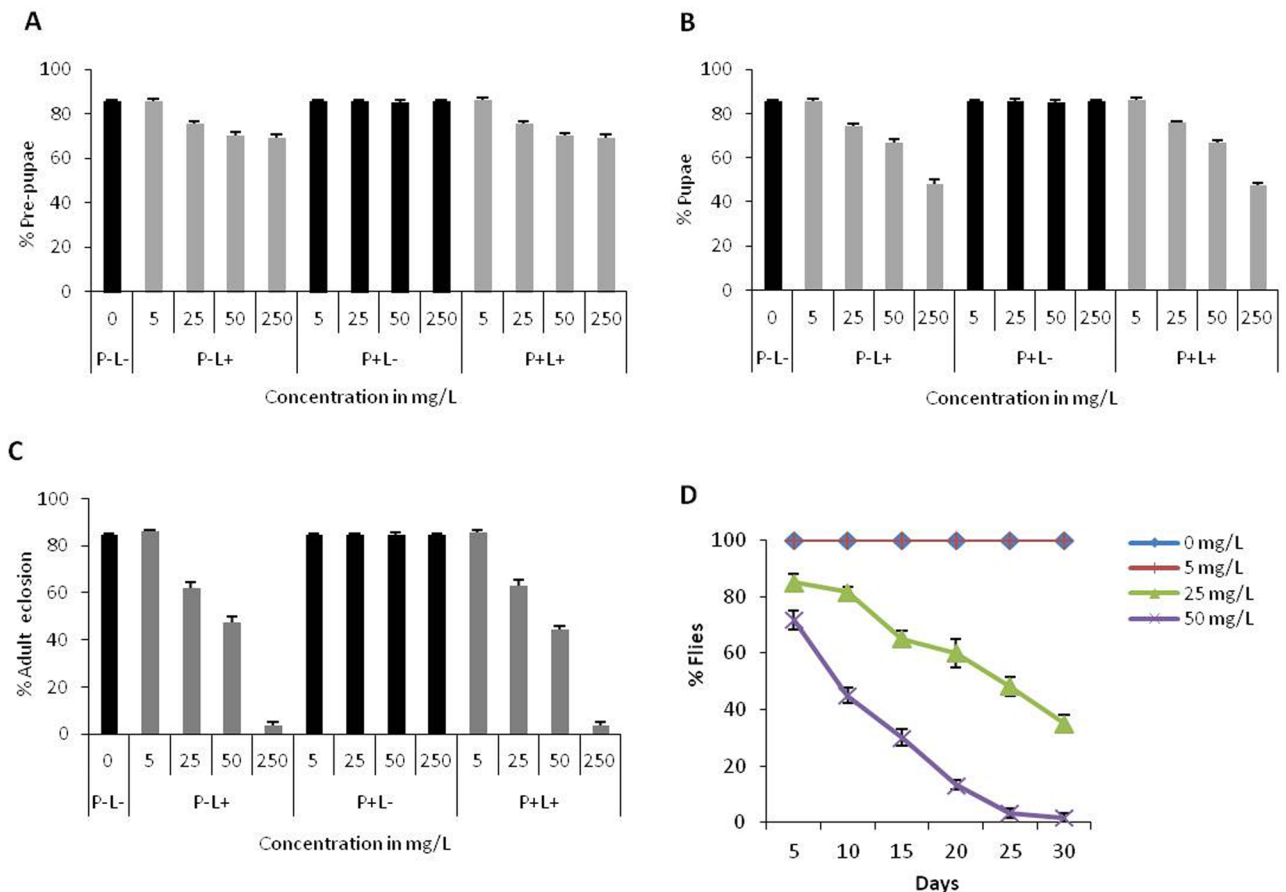 A
100
80
60
40
20
0
% Pre-pupae
0 5 25 50 250 5 25 50 250 5 25 50 250
P-L- P-L+ P+L- P+L+
Concentration in mg/L
B
100
80
60
40
20
0
% Pupae
0 5 25 50 250 5 25 50 250 5 25 50 250
P-L- P-L+ P+L- P+L+
Concentration in mg/L
C
100
80
60
40
20
0
% Adult eclosion
0 5 25 50 250 5 25 50 250 5 25 50 250
P-L- P-L+ P+L- P+L+
Concentration in mg/L
D
100
80
60
40
20
0
% Flies
5 10 15 20 25 30
Days
0 mg/L
5 mg/L
25 mg/L
50 mg/L